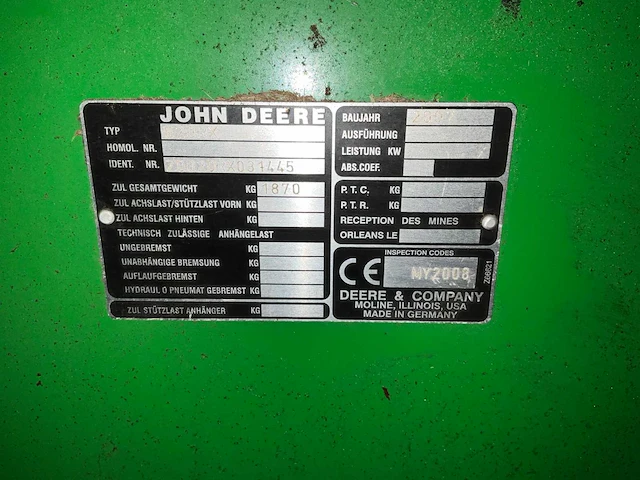 JOHN DEERE
TYP
HOMOL. NR.
IDENT. NR.
ZUL GESAMTGEWICHT KG 1870
ZUL ACHSLAST/STÜTZLAST VORN KG
ZUL ACHSLAST HINTEN KG
TECHNISCH ZULÄSSIGE ANHÄNGELAST
UNGEBREMST KG
UNABHÄNGIGE BREMSUNG KG
AUFLAUFGEBREMST KG
HYDRAUL O PNEUMAT GEBREMST KG
ZUL STÜTZLAST ANHÄNGER KG
BAUJAHR
AUSFÜHRUNG
LEISTUNG KW
ABS.COEF.
P.T.C. KG
P.T.R. KG
RECEPTION DES MINES
ORLEANS LE
INSPECTION CODES
CE MY2008
Z06021
DEERE & COMPANY
MOLINE, ILLINOIS, USA
MADE IN GERMANY